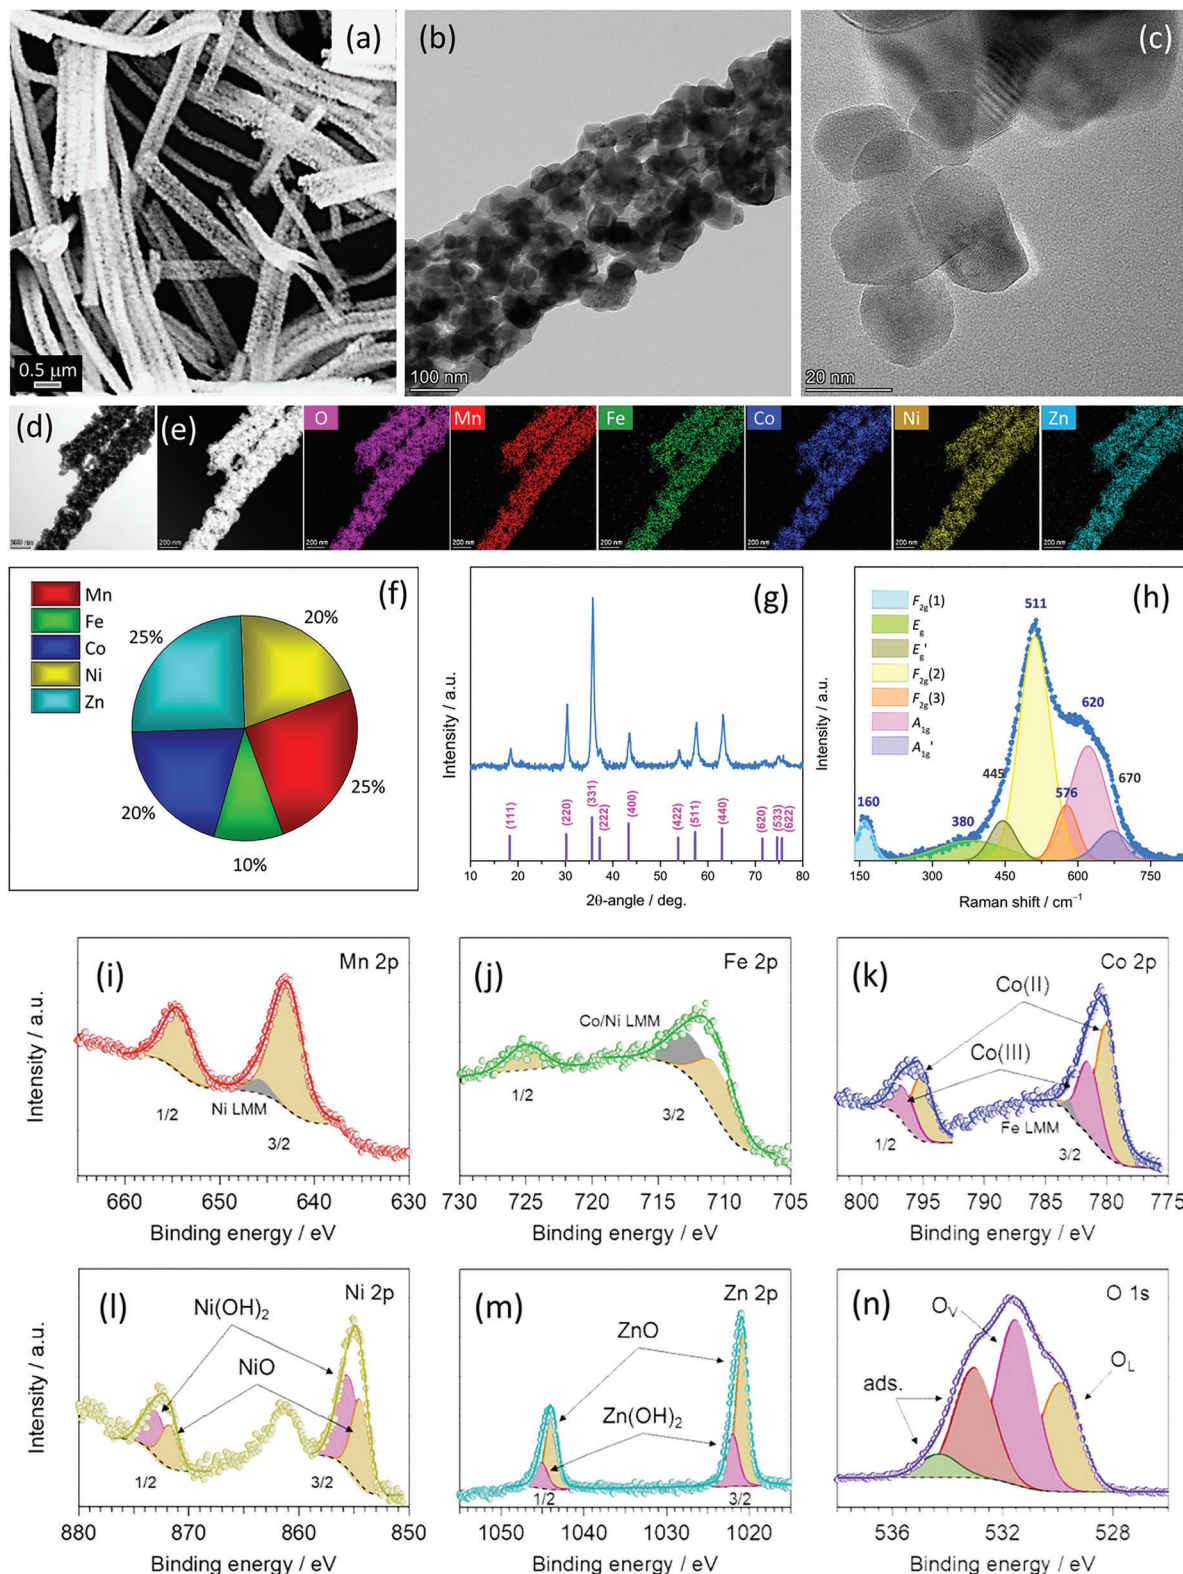 (a)
0.5 µm
(b)
100 nm
(c)
20 nm
(d)
(e)
200 nm
O
200 nm
Mn
200 nm
Fe
200 nm
Co
200 nm
Ni
200 nm
Zn
200 nm
(f)
Mn
Fe
Co
Ni
Zn
20%
25%
25%
20%
10%
(g)
Intensity / a.u.
(111)
(220)
(331)
(222)
(400)
(422)
(511)
(440)
(620)
(533)
(622)
10 20 30 40 50 60 70 80
2θ-angle / deg.
(h)
Intensity / a.u.
F2g(1)
Eg
Eg'
F2g(2)
F2g(3)
A1g
A1g'
511
620
445
670
576
160
380
150 300 450 600 750
Raman shift / cm⁻¹
(i)
Mn 2p
Intensity / a.u.
1/2
Ni LMM
3/2
660 650 640 630
Binding energy / eV
(j)
Fe 2p
Co/Ni LMM
1/2
3/2
730 725 720 715 710 705
Binding energy / eV
(k)
Co 2p
Co(II)
Co(III)
Fe LMM
1/2
3/2
802 796 793 790 787 784 780 775
Binding energy / eV
(l)
Ni 2p
Intensity / a.u.
Ni(OH)₂
NiO
1/2
3/2
880 870 860 850
Binding energy / eV
(m)
Zn 2p
ZnO
Zn(OH)₂
1/2
3/2
1050 1040 1030 1020
Binding energy / eV
(n)
O 1s
OV
OL
ads.
536 532 528
Binding energy / eV